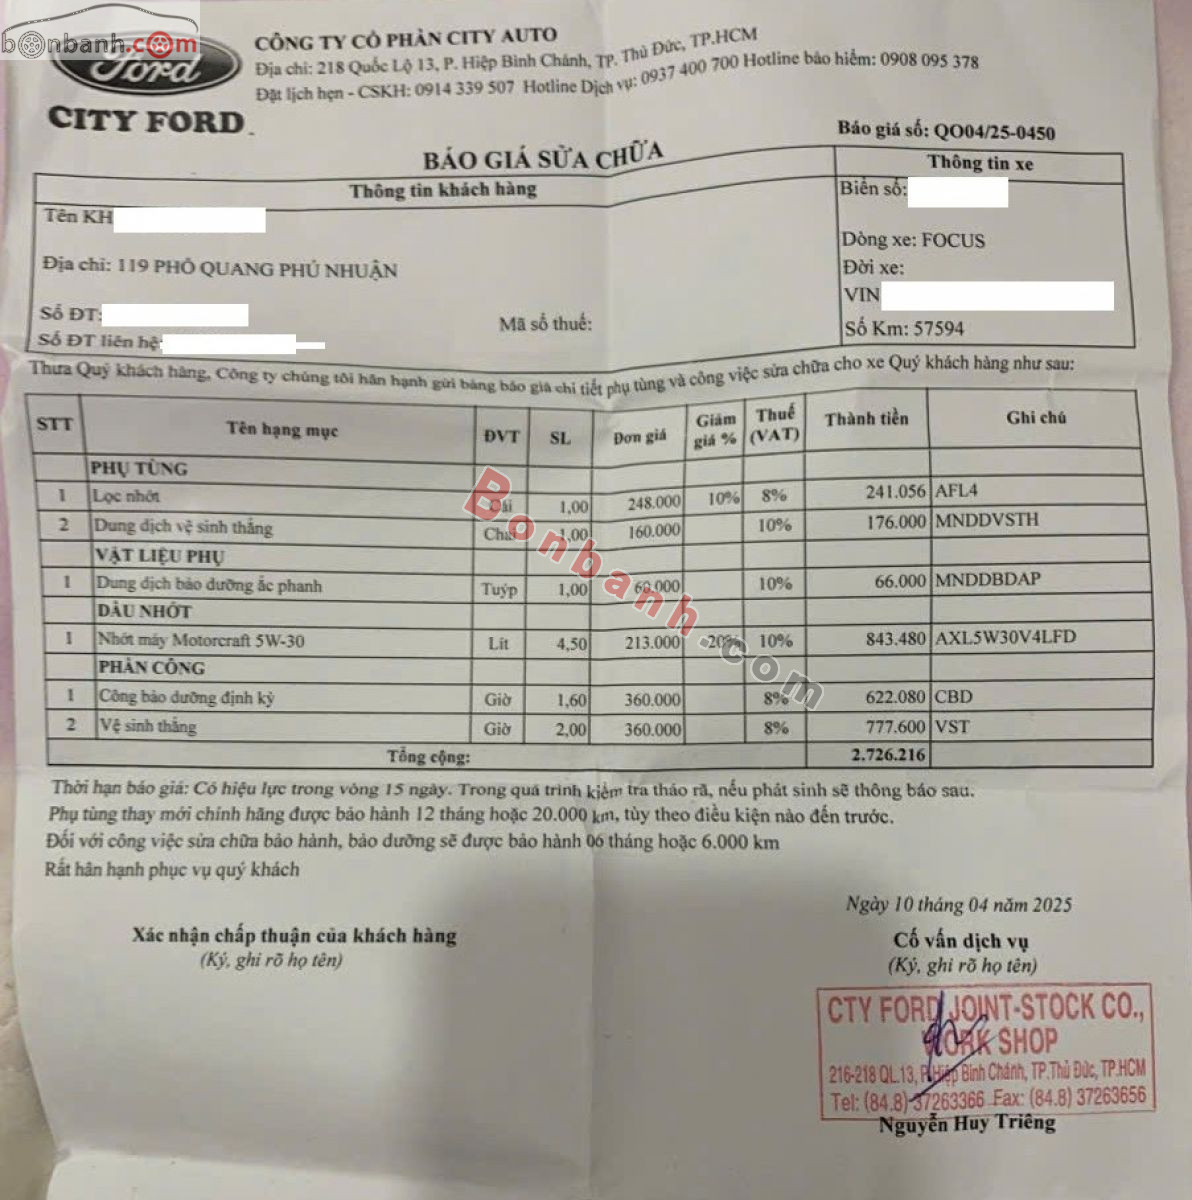 bonbanh.com
Ford
CITY FORD
CÔNG TY CỔ PHẦN CITY AUTO
Địa chỉ: 218 Quốc Lộ 13, P. Hiệp Bình Chánh, TP. Thủ Đức, TP.HCM
Đặt lịch hẹn - CSKH: 0914 339 507 Hotline Dịch vụ: 0937 400 700 Hotline bảo hiểm: 0908 095 378
Báo giá số: QO04/25-0450
BÁO GIÁ SỬA CHỮA
Thông tin khách hàng Thông tin xe
Tên KH Biển số:
Địa chỉ: 119 PHỔ QUANG PHÚ NHUẬN Dòng xe: FOCUS
Đời xe:
Số ĐT: VIN
Mã số thuế: Số Km: 57594
Số ĐT liên hệ:
Thưa Quý khách hàng, Công ty chúng tôi hân hạnh gửi bảng báo giá chi tiết phụ tùng và công việc sửa chữa cho xe Quý khách hàng như sau:
STT Tên hạng mục ĐVT SL Đơn giá Giảm giá % Thuế (VAT) Thành tiền Ghi chú
PHỤ TÙNG
1 Lọc nhớt Cái 1,00 248.000 10% 8% 241.056 AFL4
2 Dung dịch vệ sinh thắng Chai 1,00 160.000 10% 176.000 MNDDVSTH
VẬT LIỆU PHỤ
1 Dung dịch bảo dưỡng ắc phanh Tuýp 1,00 60.000 10% 66.000 MNDDBDAP
DẦU NHỚT
1 Nhớt máy Motorcraft 5W-30 Lít 4,50 213.000 20% 10% 843.480 AXL5W30V4LFD
PHẦN CÔNG
1 Công bảo dưỡng định kỳ Giờ 1,60 360.000 8% 622.080 CBD
2 Vệ sinh thắng Giờ 2,00 360.000 8% 777.600 VST
Tổng cộng: 2.726.216
Bonbanh.com
Thời hạn báo giá: Có hiệu lực trong vòng 15 ngày. Trong quá trình kiểm tra tháo rã, nếu phát sinh sẽ thông báo sau.
Phụ tùng thay mới chính hãng được bảo hành 12 tháng hoặc 20.000 km, tùy theo điều kiện nào đến trước.
Đối với công việc sửa chữa bảo hành, bảo dưỡng sẽ được bảo hành 06 tháng hoặc 6.000 km
Rất hân hạnh phục vụ quý khách
Ngày 10 tháng 04 năm 2025
Xác nhận chấp thuận của khách hàng Cố vấn dịch vụ
(Ký, ghi rõ họ tên) (Ký, ghi rõ họ tên)
CTY FORD JOINT-STOCK CO.,
WORK SHOP
216-218 QL.13, P.Hiệp Bình Chánh, TP.Thủ Đức, TP.HCM
Tel: (84.8) 37263366 Fax: (84.8) 37263656
Nguyễn Huy Triêng